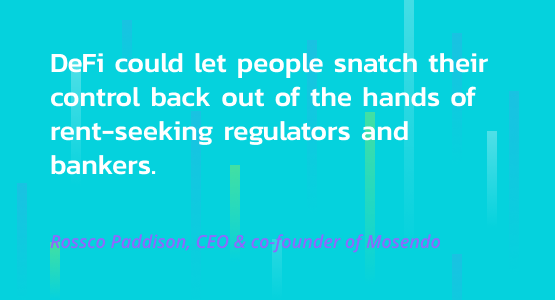 DeFi could let people snatch their
control back out of the hands of
rent-seeking regulators and
bankers.
Rossco Paddison, CEO & co-founder of Mosendo